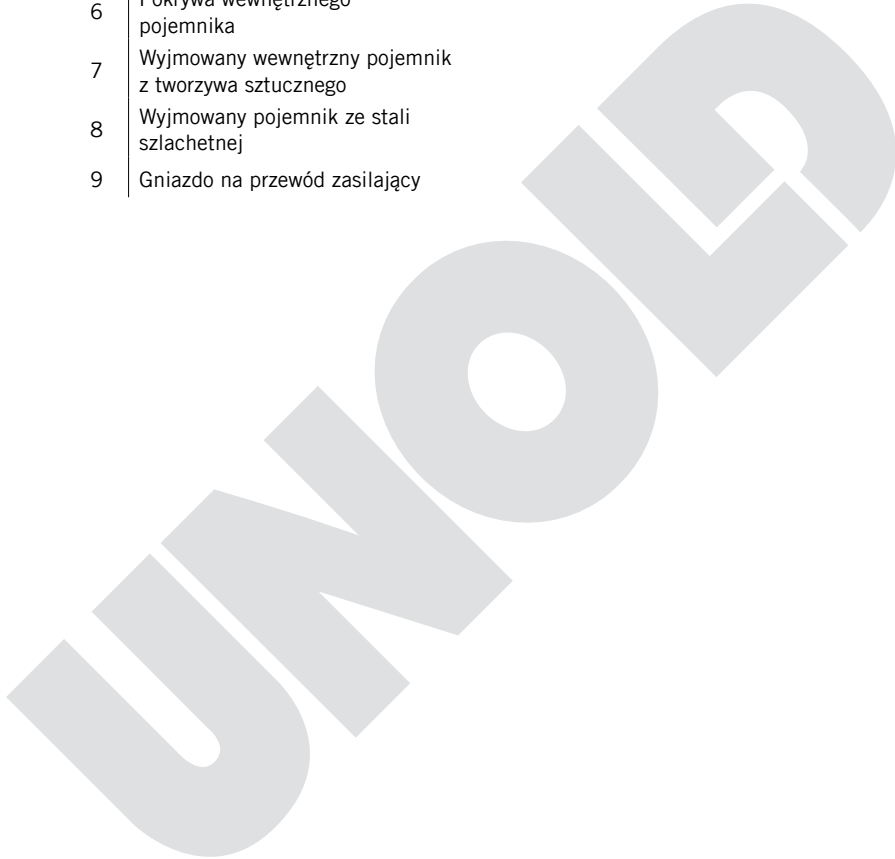 6 Pokrywa wewnętrznego
pojemnika
7 Wyjmowany wewnętrzny pojemnik
z tworzywa sztucznego
8 Wyjmowany pojemnik ze stali
szlachetnej
9 Gniazdo na przewód zasilający
UNOLD